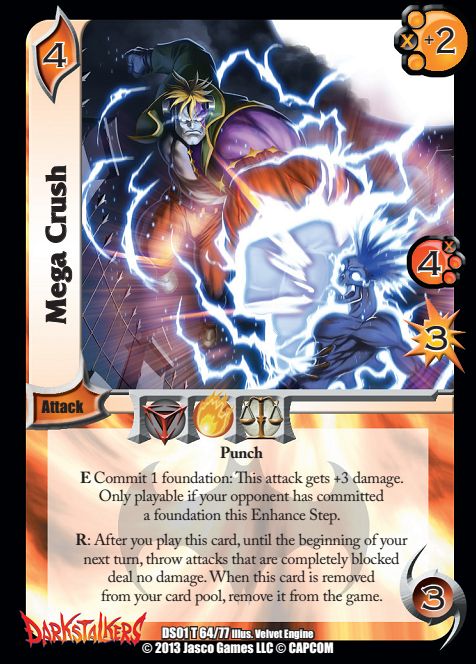 4
X +2
Mega Crush
X
4
3
Attack
Punch
E Commit 1 foundation: This attack gets +3 damage.
Only playable if your opponent has committed
a foundation this Enhance Step.
R: After you play this card, until the beginning of your
next turn, throw attacks that are completely blocked
deal no damage. When this card is removed
from your card pool, remove it from the game.
3
DARKSTALKERS
DS01 T 64/77 Illus. Velvet Engine
© 2013 Jasco Games LLC © CAPCOM